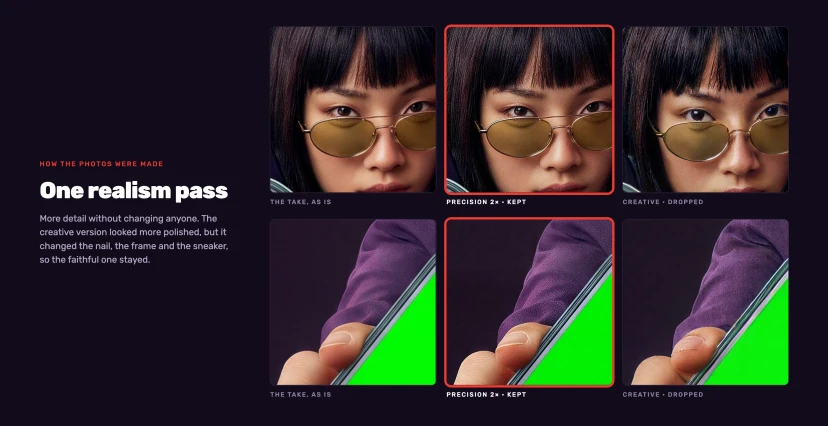 HOW THE PHOTOS WERE MADE
One realism pass
More detail without changing anyone. The
creative version looked more polished, but it
changed the nail, the frame and the sneaker,
so the faithful one stayed.
THE TAKE, AS IS
PRECISION 2× · KEPT
CREATIVE · DROPPED
THE TAKE, AS IS
PRECISION 2× · KEPT
CREATIVE · DROPPED